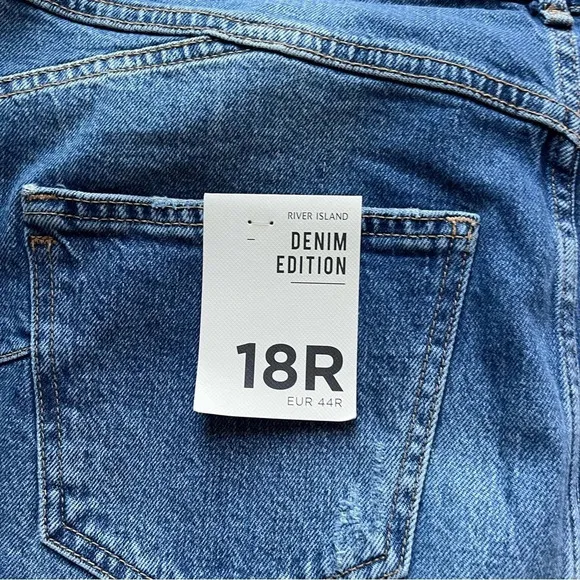 RIVER ISLAND
DENIM
EDITION
18R
EUR 44R